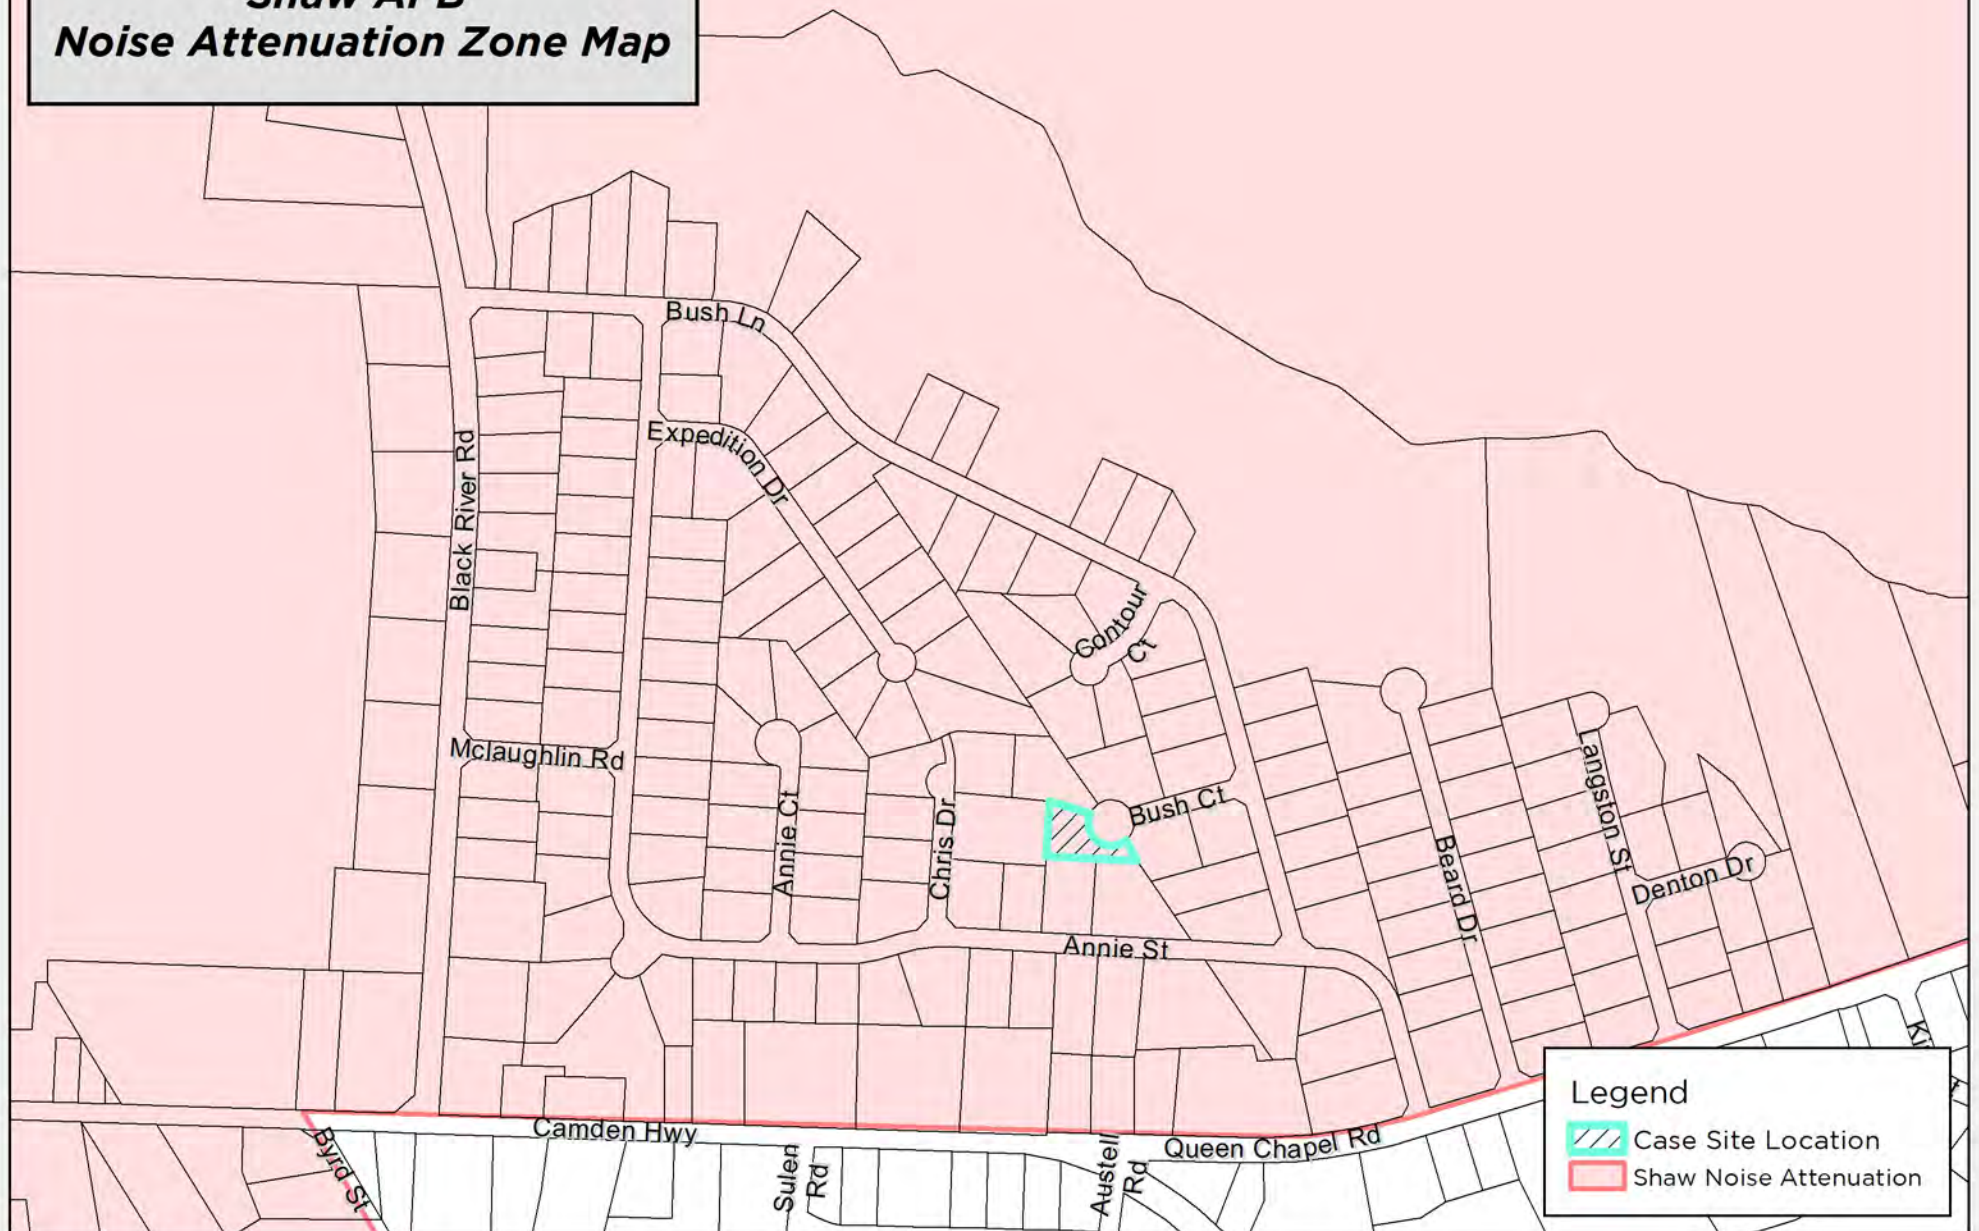 Shaw AFB
Noise Attenuation Zone Map
Bush Ln
Expedition Dr
Black River Rd
Contour
Ct
Mclaughlin Rd
Annie Ct
Chris Dr
Bush Ct
Beard Dr
Langston St
Denton Dr
Annie St
Camden Hwy
Queen Chapel Rd
Byrd St
Sulen
Rd
Austell
Rd
Legend
Case Site Location
Shaw Noise Attenuation